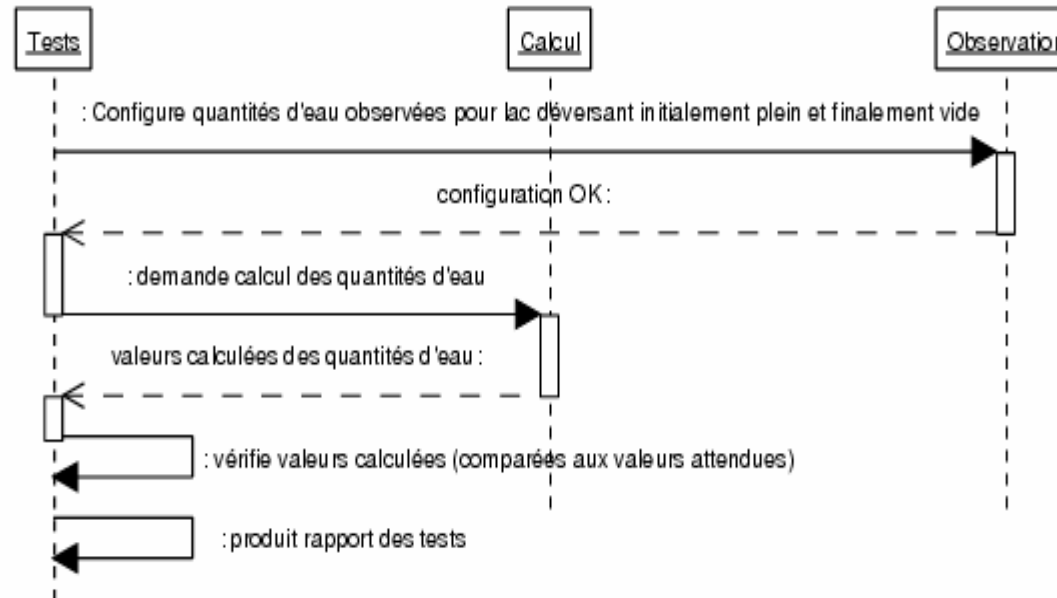 Tests
Calcul
Observation
: Configure quantités d'eau observées pour lac déversant initialement plein et finalement vide
configuration OK :
: demande calcul des quantités d'eau
valeurs calculées des quantités d'eau :
: vérifie valeurs calculées (comparées aux valeurs attendues)
: produit rapport des tests